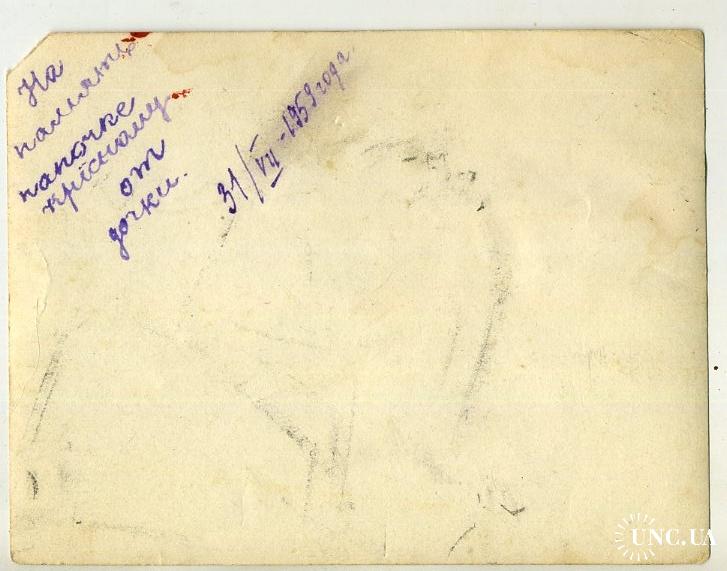 На
память
папочке
крёсному
от
дочки.
31/VII-1959 года
UNC.UA